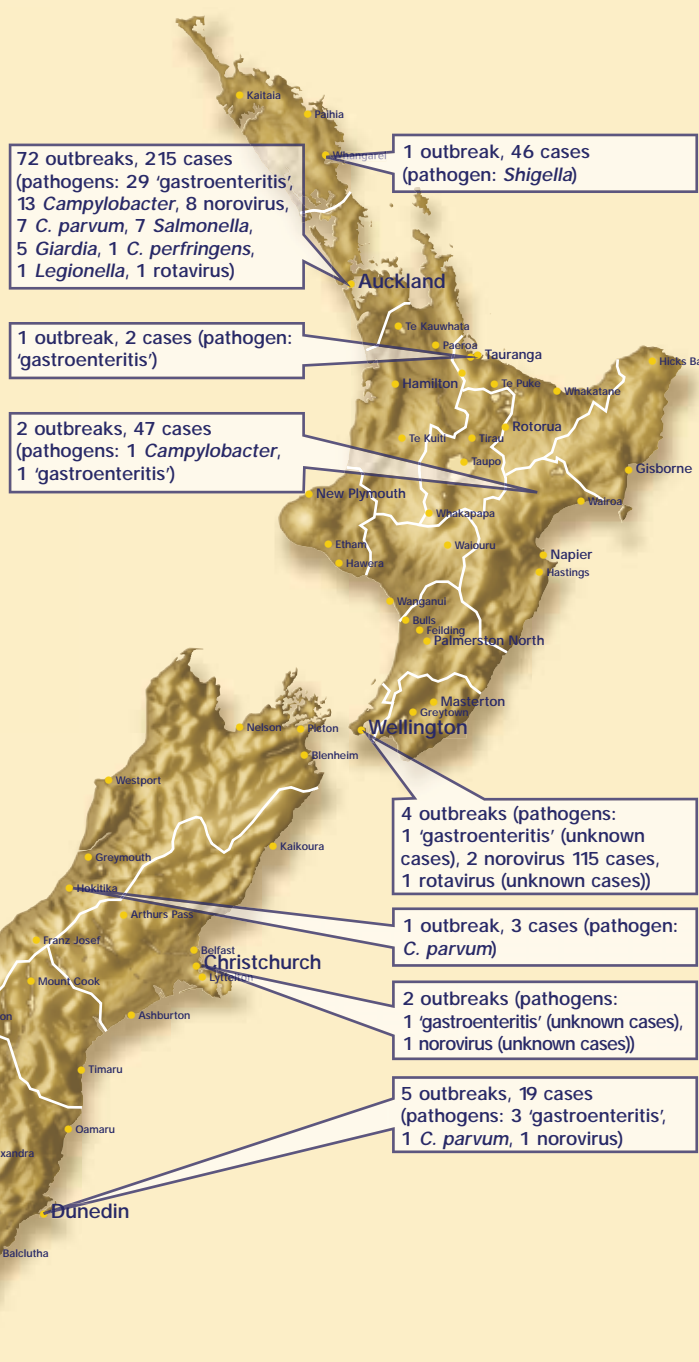 Kaitaia
Paihia
Whangarei
1 outbreak, 46 cases
(pathogen: Shigella)
72 outbreaks, 215 cases
(pathogens: 29 'gastroenteritis',
13 Campylobacter, 8 norovirus,
7 C. parvum, 7 Salmonella,
5 Giardia, 1 C. perfringens,
1 Legionella, 1 rotavirus)
Auckland
1 outbreak, 2 cases (pathogen:
'gastroenteritis')
Te Kauwhata
Paeroa
Tauranga
Hicks Ba
Hamilton
Te Puke
Whakatane
2 outbreaks, 47 cases
(pathogens: 1 Campylobacter,
1 'gastroenteritis')
Rotorua
Te Kuiti
Tirau
Taupo
Gisborne
New Plymouth
Wairoa
Whakapapa
Etham
Waiouru
Napier
Hawera
Hastings
Wanganui
Bulls
Feilding
Palmerston North
Masterton
Greytown
Wellington
Nelson
Picton
Blenheim
Westport
4 outbreaks (pathogens:
1 'gastroenteritis' (unknown
cases), 2 norovirus 115 cases,
1 rotavirus (unknown cases))
Kaikoura
Greymouth
Hokitika
1 outbreak, 3 cases (pathogen:
C. parvum)
Arthurs Pass
Franz Josef
Belfast
Christchurch
Lyttelton
Mount Cook
2 outbreaks (pathogens:
1 'gastroenteritis' (unknown cases),
1 norovirus (unknown cases))
on
Ashburton
Timaru
5 outbreaks, 19 cases
(pathogens: 3 'gastroenteritis',
1 C. parvum, 1 norovirus)
Oamaru
xandra
Dunedin
Balclutha